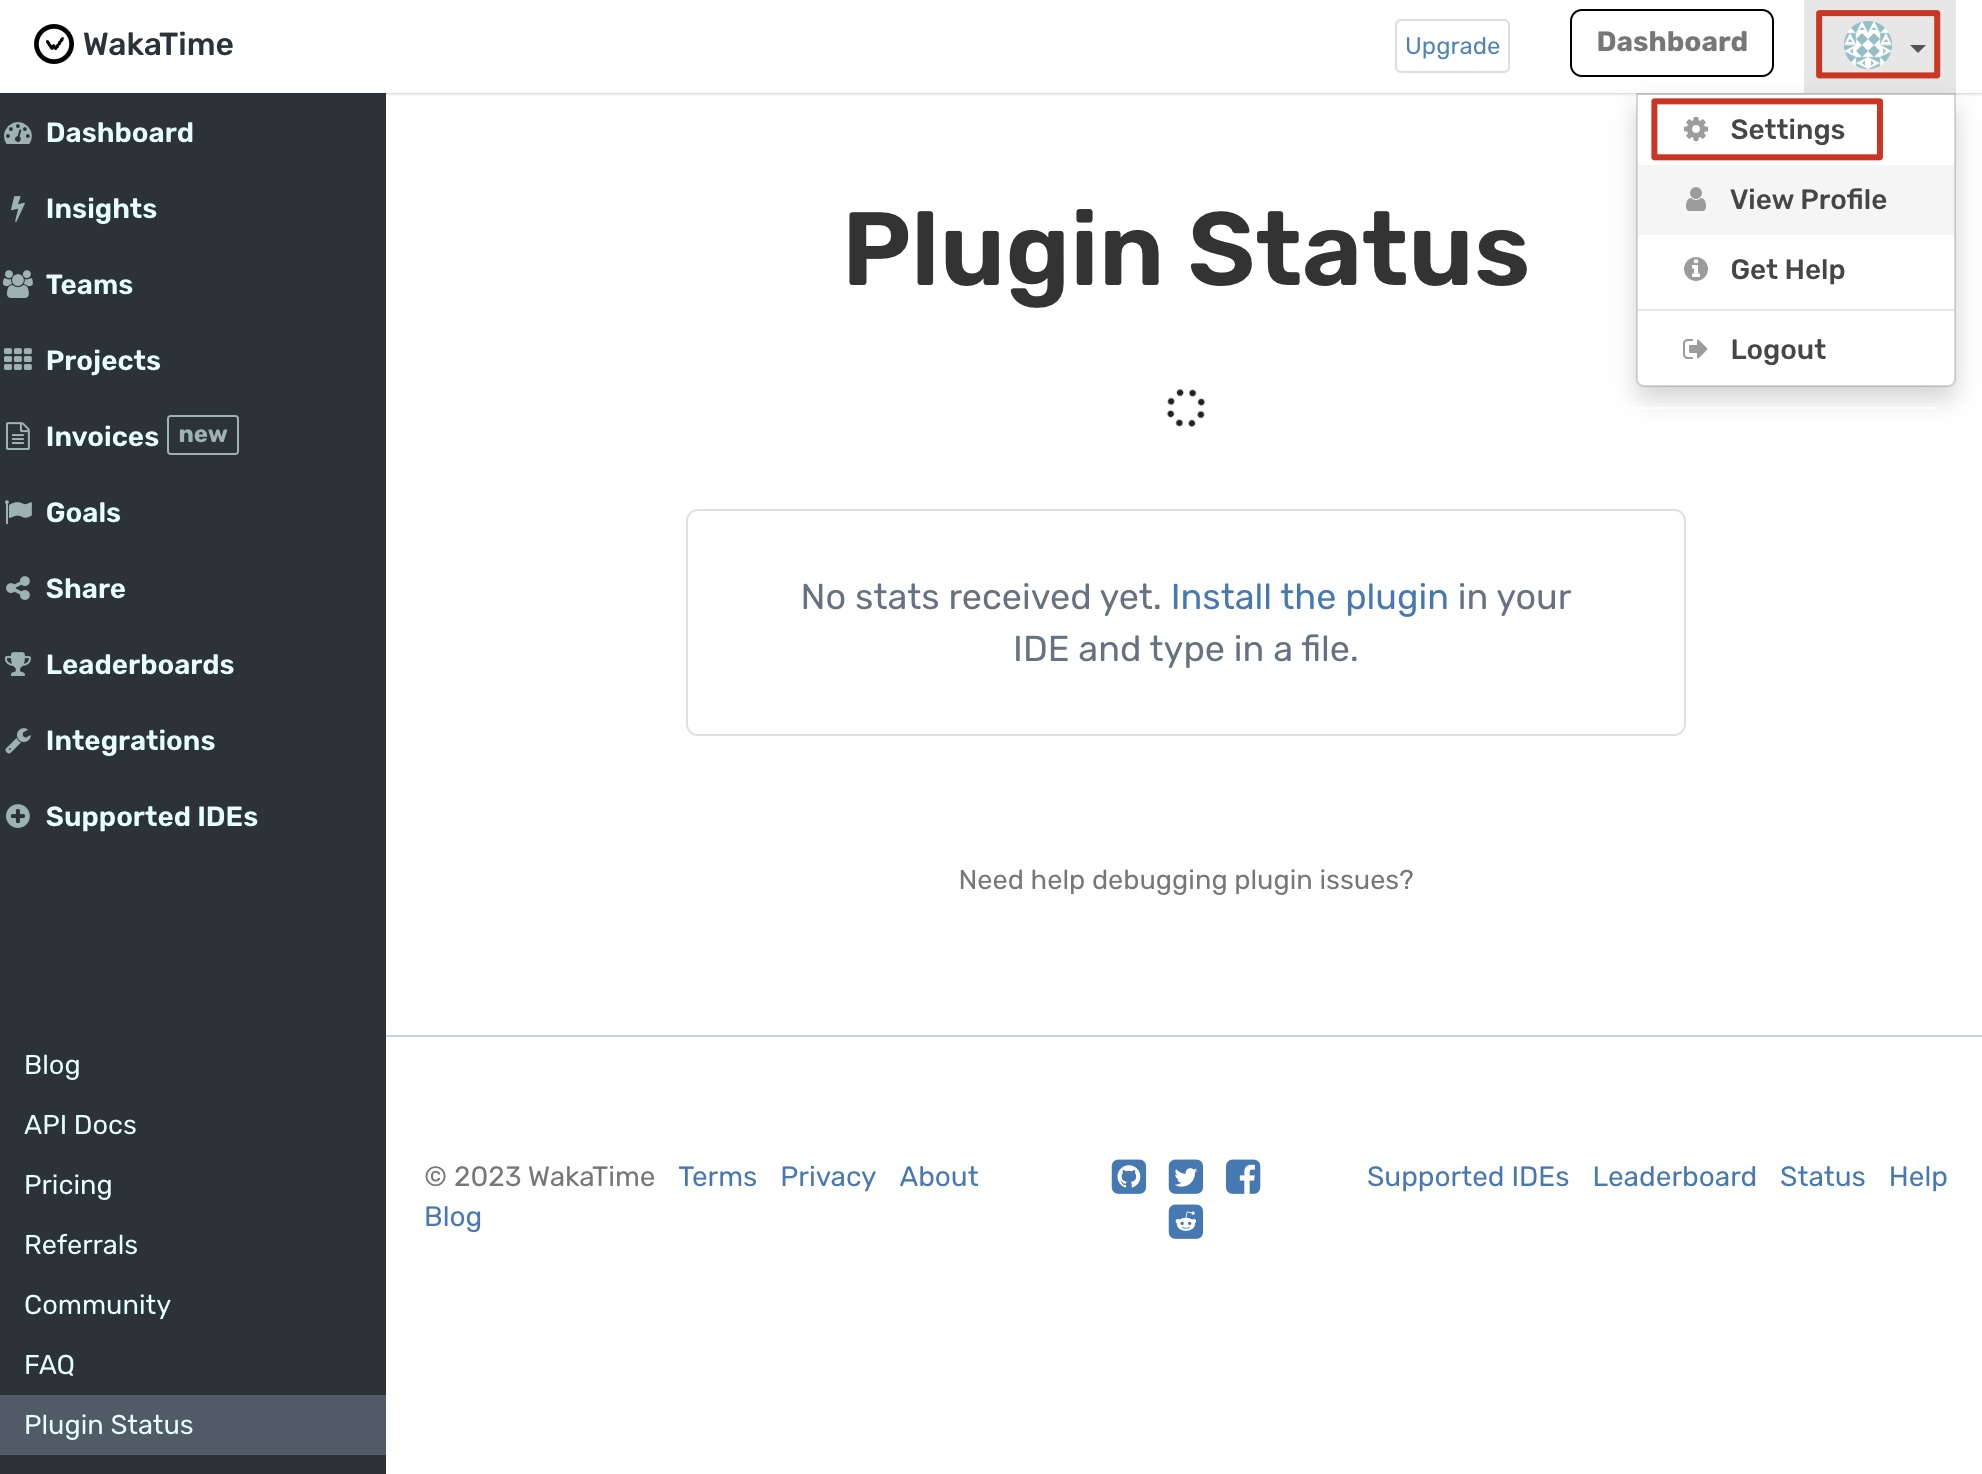 WakaTime
Upgrade
Dashboard
Settings
View Profile
Get Help
Logout
Dashboard
Insights
Teams
Projects
Invoices new
Goals
Share
Leaderboards
Integrations
Supported IDEs
Blog
API Docs
Pricing
Referrals
Community
FAQ
Plugin Status
Plugin Status
No stats received yet. Install the plugin in your
IDE and type in a file.
Need help debugging plugin issues?
© 2023 WakaTime Terms Privacy About
Blog
Supported IDEs Leaderboard Status Help